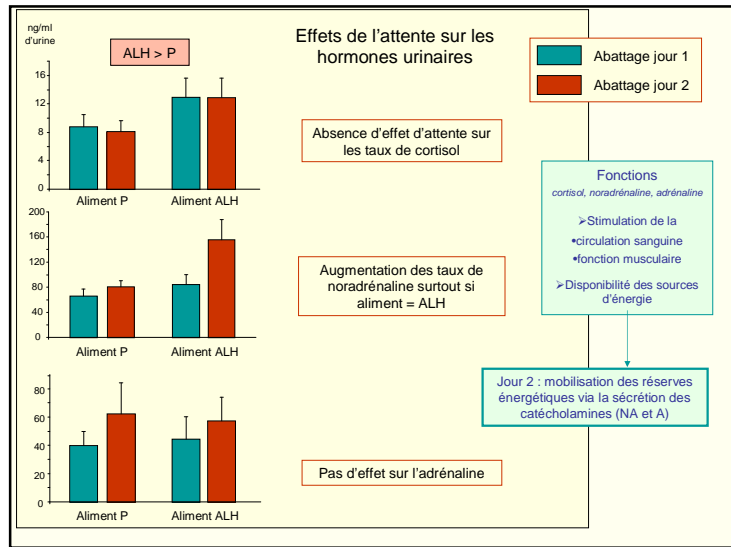 ng/ml
d'urine
ALH > P
Effets de l'attente sur les
hormones urinaires
Abattage jour 1
Abattage jour 2
16
12
8
4
0
Aliment P
Aliment ALH
Absence d'effet d'attente sur
les taux de cortisol
200
160
120
80
40
0
Aliment P
Aliment ALH
Augmentation des taux de
noradrénaline surtout si
aliment = ALH
80
60
40
20
0
Aliment P
Aliment ALH
Pas d'effet sur l'adrénaline
Fonctions
cortisol, noradrénaline, adrénaline
➢Stimulation de la
•circulation sanguine
•fonction musculaire
➢Disponibilité des sources
d'énergie
Jour 2 : mobilisation des réserves
énergétiques via la sécrétion des
catécholamines (NA et A)